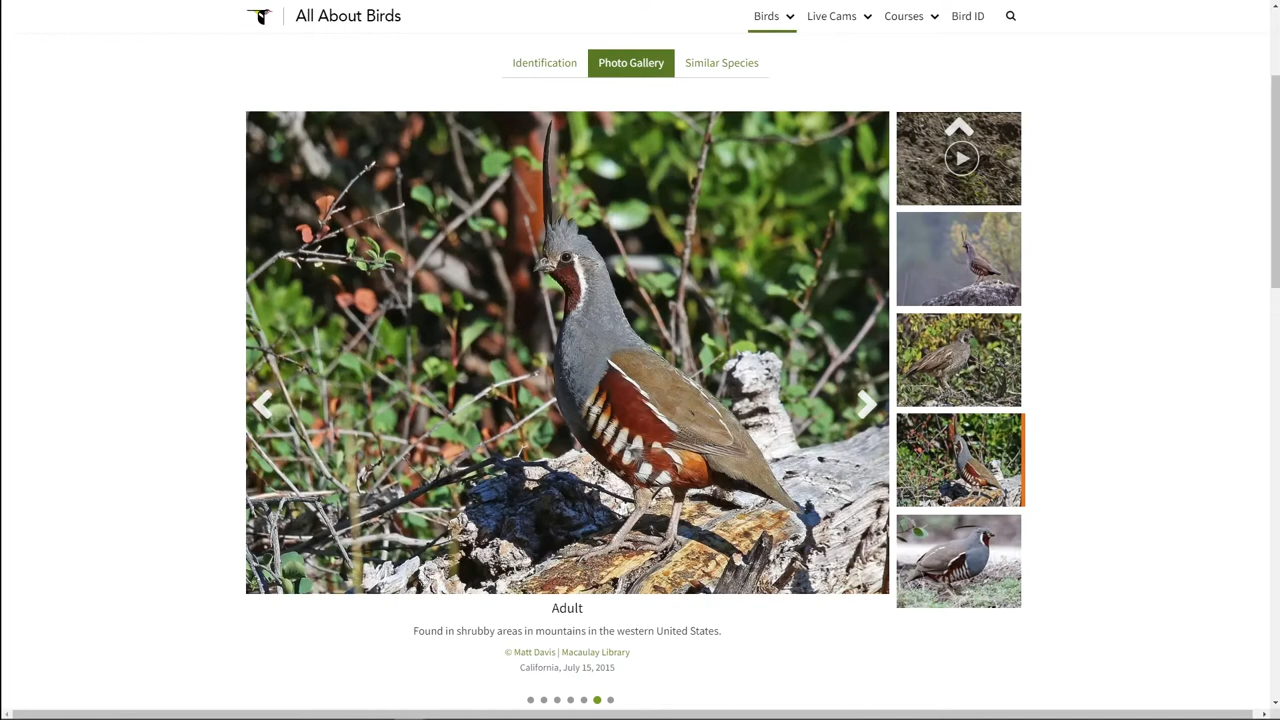 All About Birds
Birds
Live Cams
Courses
Bird ID
Identification
Photo Gallery
Similar Species
Adult
Found in shrubby areas in mountains in the western United States.
© Matt Davis | Macaulay Library
California, July 15, 2015